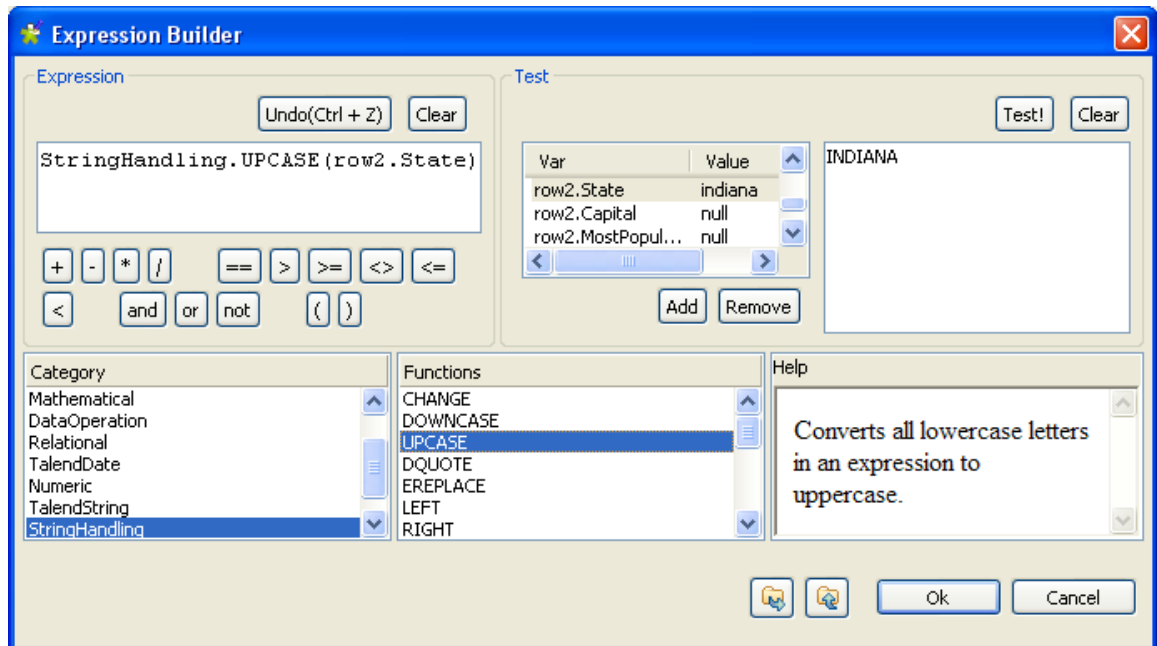 Expression Builder
Expression
Undo(Ctrl + Z) Clear
StringHandling.UPCASE(row2.State)
+ - * / == > >= <> <=
< and or not ( )
Test
Test! Clear
Var Value
row2.State indiana
row2.Capital null
row2.MostPopul... null
Add Remove
INDIANA
Category
Mathematical
DataOperation
Relational
TalendDate
Numeric
TalendString
StringHandling
Functions
CHANGE
DOWNCASE
UPCASE
DQUOTE
EREPLACE
LEFT
RIGHT
Help
Converts all lowercase letters
in an expression to
uppercase.
Ok Cancel